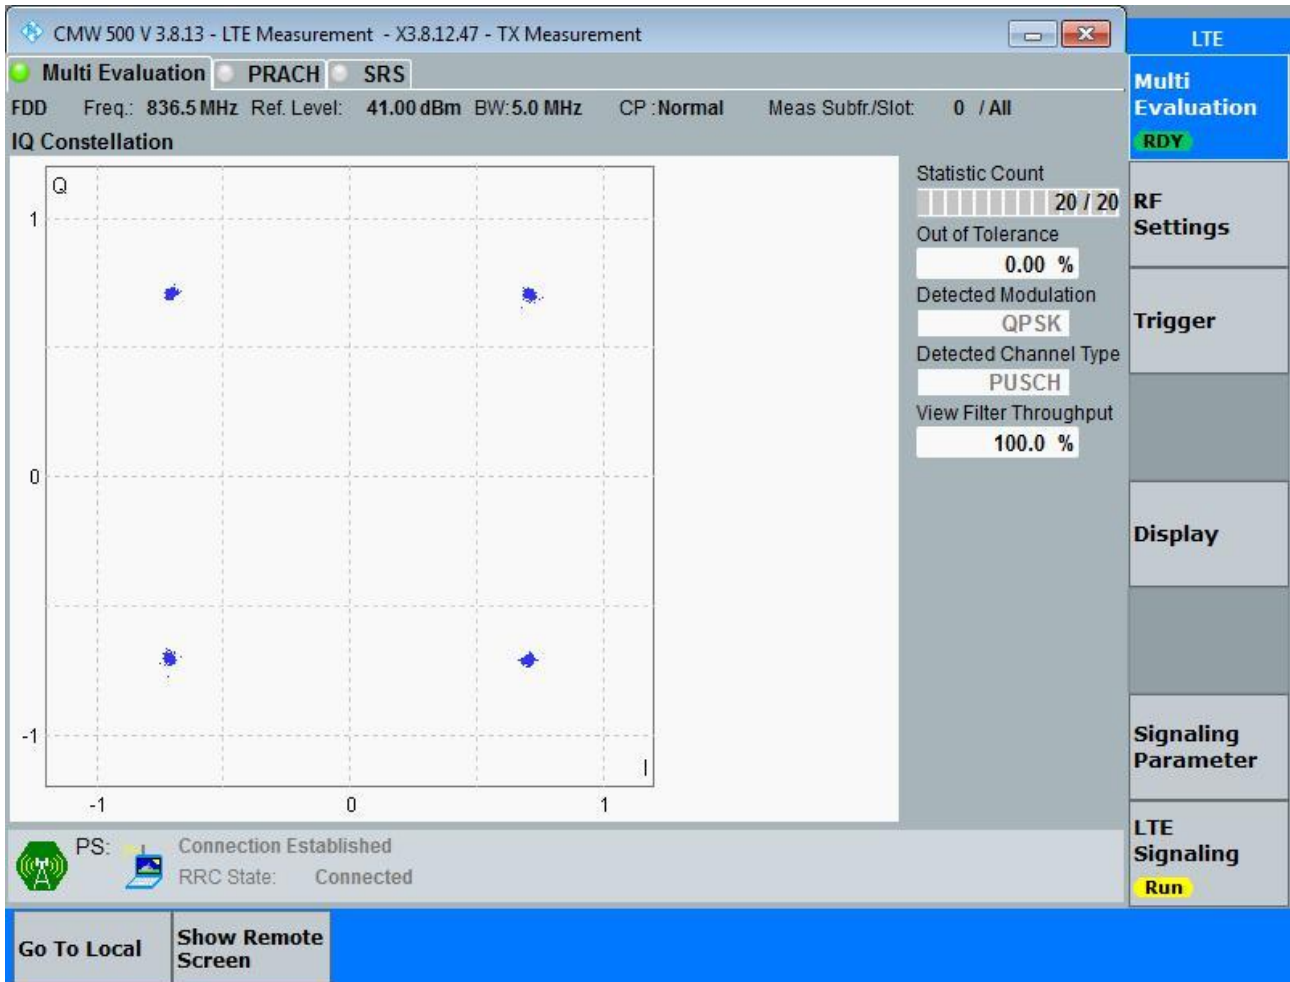 CMW 500 V 3.8.13 - LTE Measurement - X3.8.12.47 - TX Measurement
LTE
Multi Evaluation PRACH SRS
Multi
Evaluation
RDY
FDD Freq.: 836.5 MHz Ref. Level: 41.00 dBm BW: 5.0 MHz CP : Normal Meas Subfr./Slot: 0 / All
IQ Constellation
Q
1
0
-1
I
-1 0 1
Statistic Count
20 / 20
Out of Tolerance
0.00 %
Detected Modulation
QPSK
Detected Channel Type
PUSCH
View Filter Throughput
100.0 %
RF
Settings
Trigger
Display
Signaling
Parameter
LTE
Signaling
Run
PS: Connection Established
RRC State: Connected
Go To Local
Show Remote
Screen